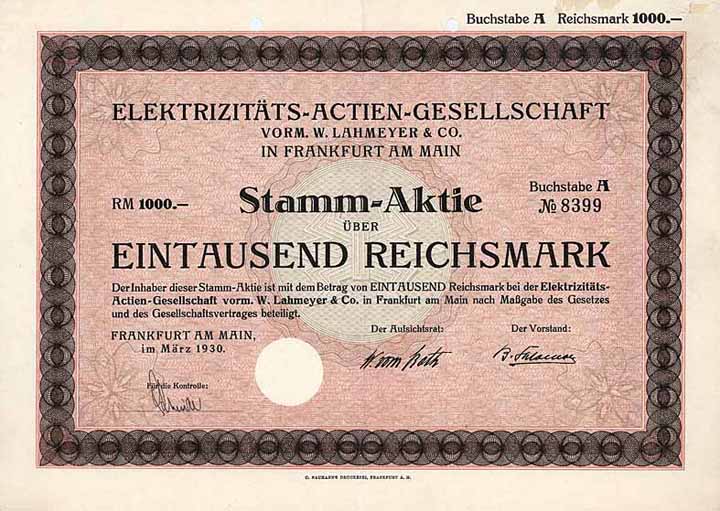 Buchstabe A Reichsmark 1000.—
ELEKTRIZITÄTS-ACTIEN-GESELLSCHAFT
VORM. W. LAHMEYER & CO.
IN FRANKFURT AM MAIN
RM 1000.— Stamm-Aktie Buchstabe A
№ 8399
ÜBER
EINTAUSEND REICHSMARK
Der Inhaber dieser Stamm-Aktie ist mit dem Betrag von EINTAUSEND Reichsmark bei der Elektrizitäts-
Actien-Gesellschaft vorm. W. Lahmeyer & Co. in Frankfurt am Main nach Maßgabe des Gesetzes
und des Gesellschaftsvertrages beteiligt.
FRANKFURT AM MAIN,
im März 1930.
Der Aufsichtsrat: Der Vorstand:
Für die Kontrolle:
C. NAUMANN'S DRUCKEREI, FRANKFURT A. M.